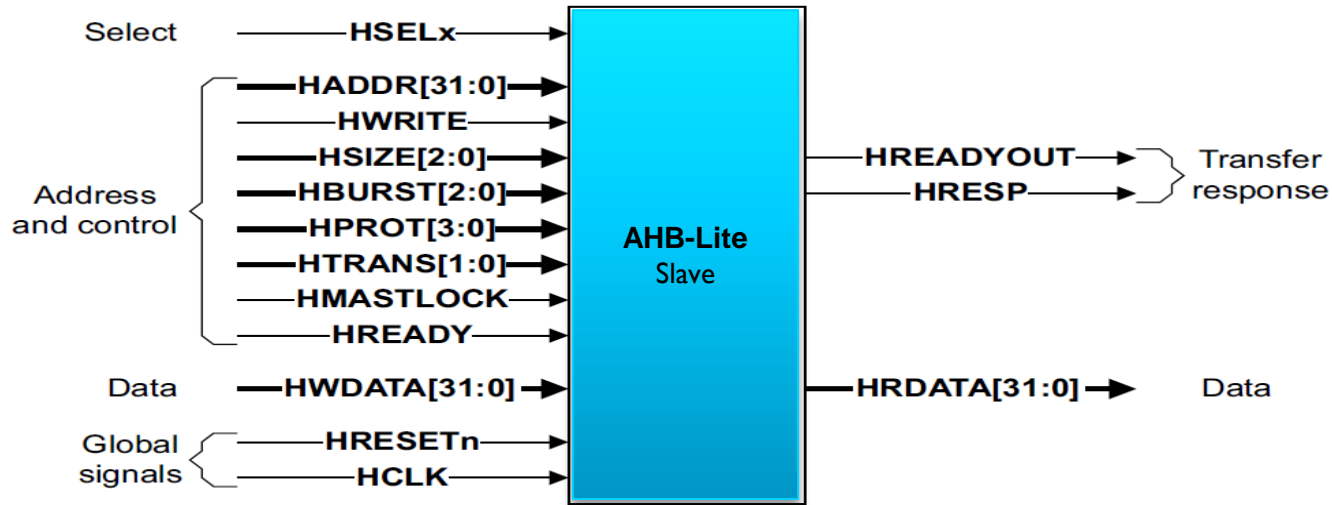 Select
HSELx
HADDR[31:0]
HWRITE
HSIZE[2:0]
HBURST[2:0]
HPROT[3:0]
HTRANS[1:0]
HMASTLOCK
HREADY
Address
and control
Data
HWDATA[31:0]
Global
signals
HRESETn
HCLK
AHB-Lite
Slave
HREADYOUT
HRESP
Transfer
response
HRDATA[31:0]
Data